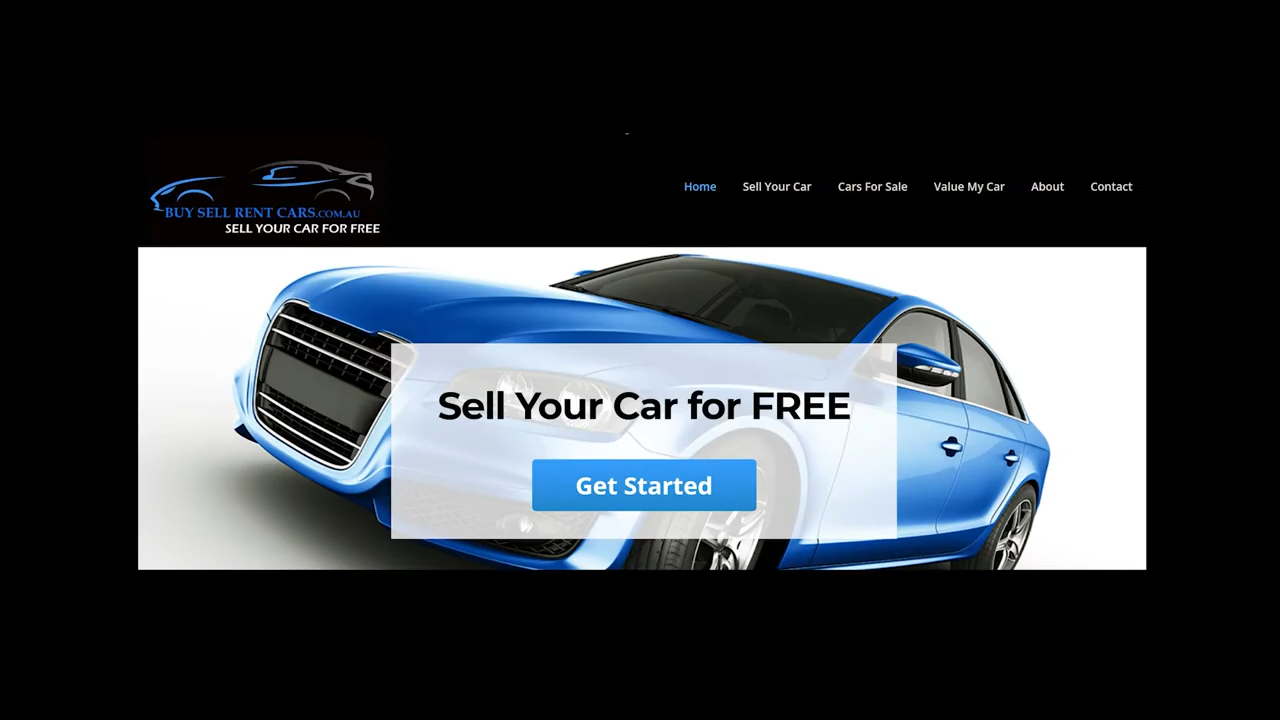 Home
Sell Your Car
Cars For Sale
Value My Car
About
Contact
BUY SELL RENT CARS.COM.AU
SELL YOUR CAR FOR FREE
Sell Your Car for FREE
Get Started